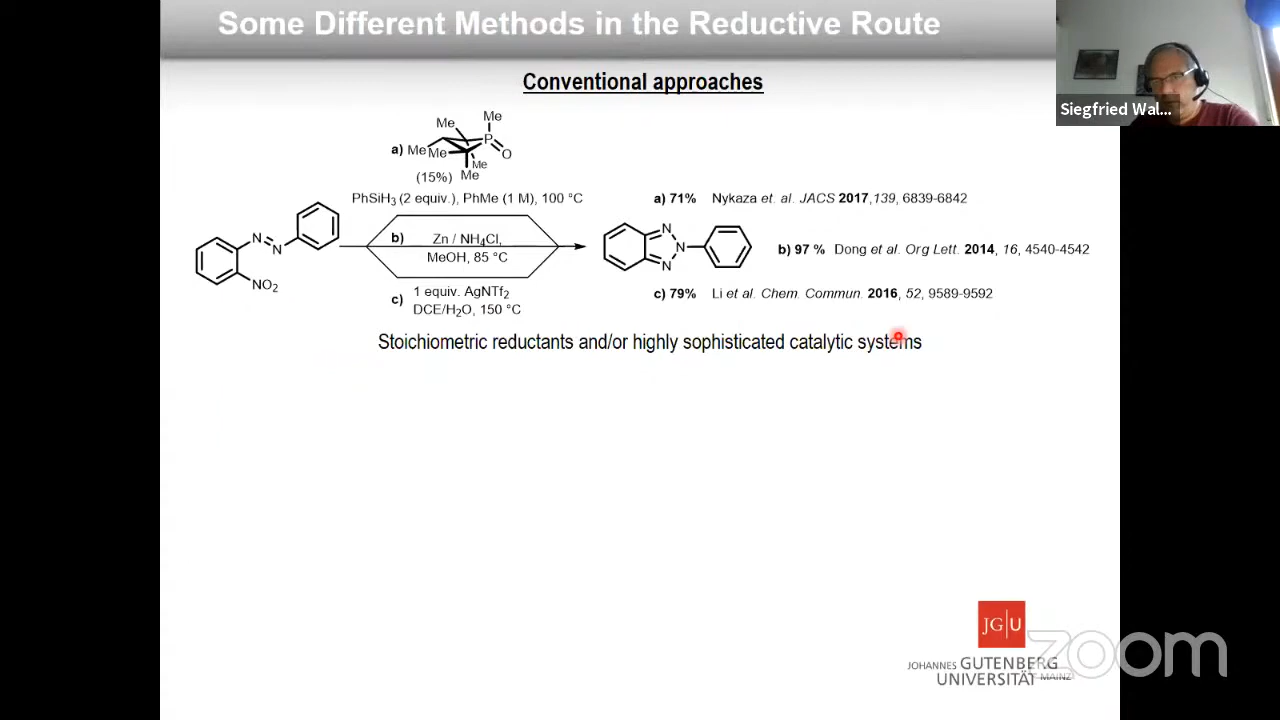 Some Different Methods in the Reductive Route
Siegfried Wal...
Conventional approaches
Me
Me
P
a) Me
Me
O
Me
(15%)
Me
PhSiH₃ (2 equiv.), PhMe (1 M), 100 °C
a) 71% Nykaza et. al. JACS 2017,139, 6839-6842
N
N
NO₂
b) Zn / NH₄Cl,
MeOH, 85 °C
N
N
N
b) 97 % Dong et al. Org Lett. 2014, 16, 4540-4542
c) 1 equiv. AgNTf₂
DCE/H₂O, 150 °C
c) 79% Li et al. Chem. Commun. 2016, 52, 9589-9592
Stoichiometric reductants and/or highly sophisticated catalytic systems
JG|U
JOHANNES GUTENBERG
UNIVERSITÄT MAINZ
zoom